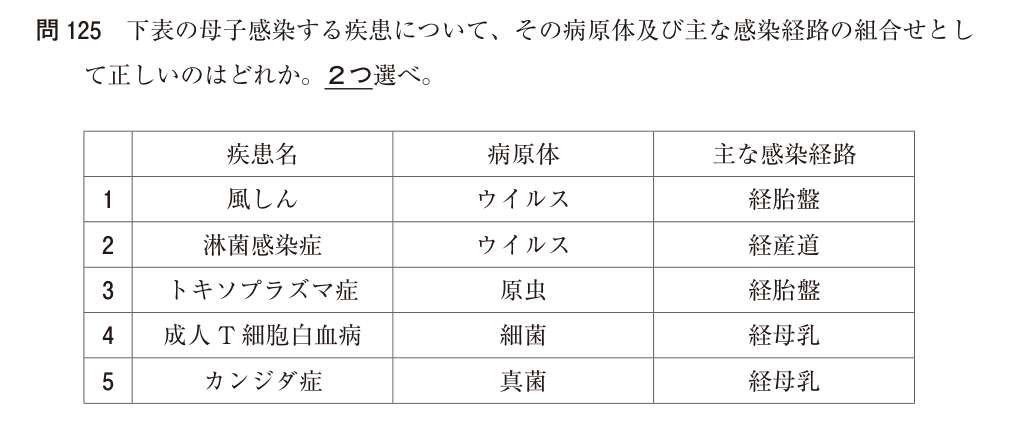 問 125　下表の母子感染する疾患について、その病原体及び主な感染経路の組合せとし
て正しいのはどれか。２つ選べ。
疾患名　病原体　主な感染経路
1　風しん　ウイルス　経胎盤
2　淋菌感染症　ウイルス　経産道
3　トキソプラズマ症　原虫　経胎盤
4　成人 T 細胞白血病　細菌　経母乳
5　カンジダ症　真菌　経母乳